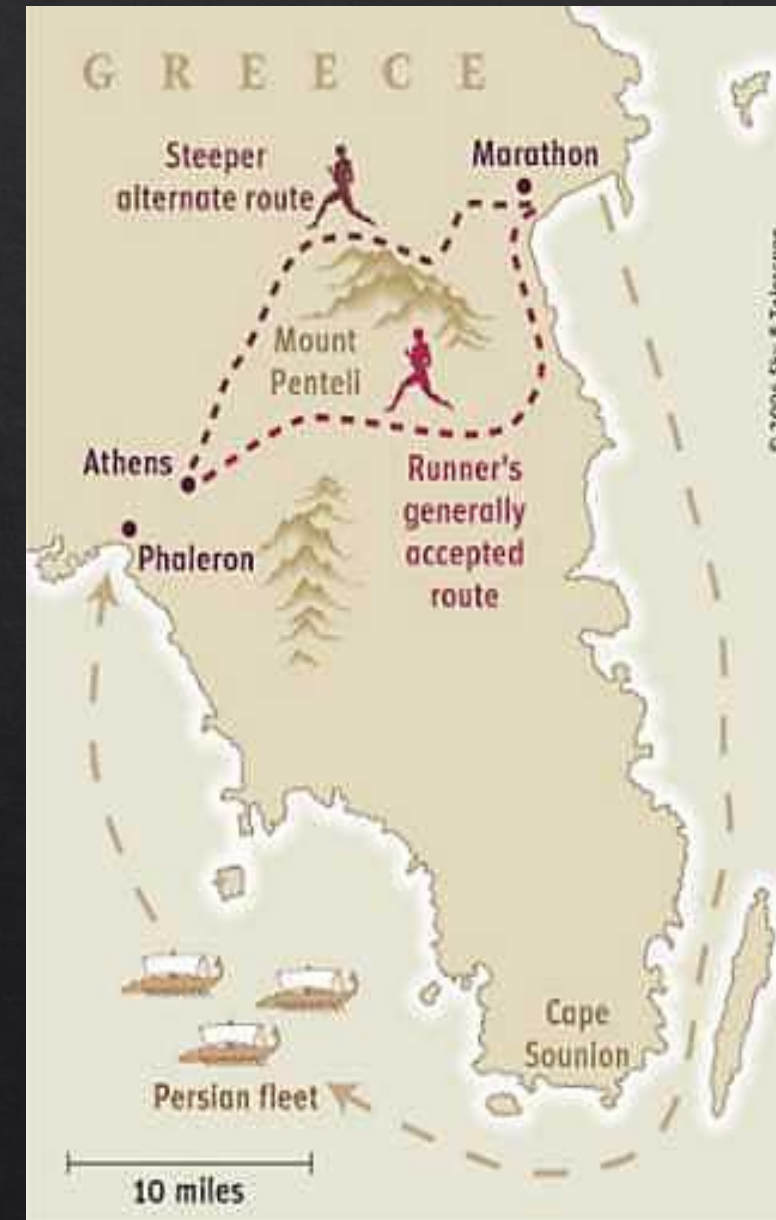 GREECE
Steeper
alternate route
Marathon
Mount
Penteli
Athens
Runner's
generally
accepted
route
Phaleron
Cape
Sounion
Persian fleet
10 miles